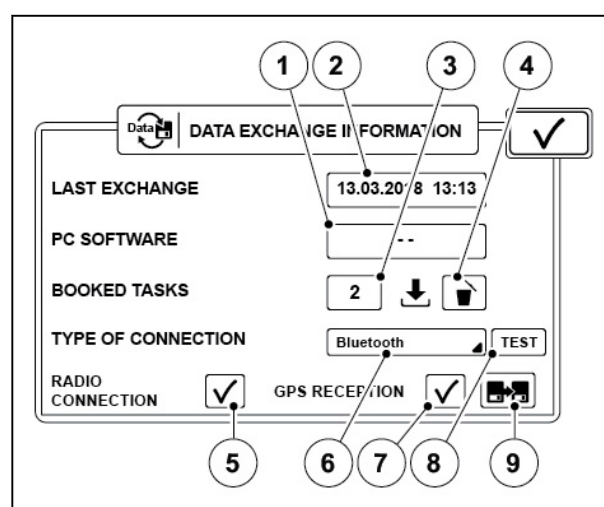 1 2 3 4
Data DATA EXCHANGE INFORMATION
LAST EXCHANGE 13.03.2018 13:13
PC SOFTWARE --
BOOKED TASKS 2
TYPE OF CONNECTION Bluetooth TEST
RADIO
CONNECTION GPS RECEPTION
5 6 7 8 9